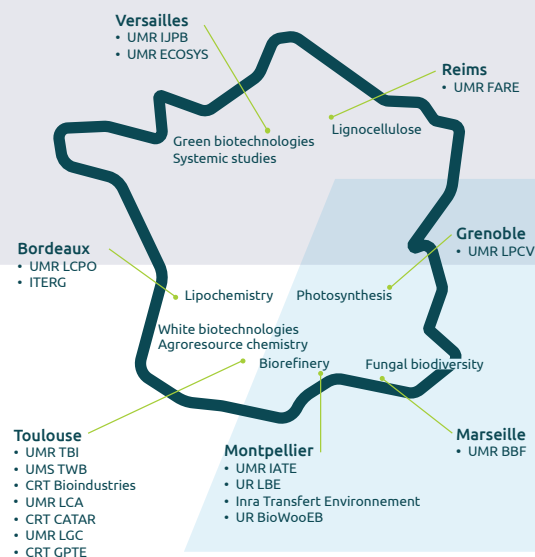 Versailles
• UMR IJPB
• UMR ECOSYS
Reims
• UMR FARE
Lignocellulose
Green biotechnologies
Systemic studies
Grenoble
• UMR LPCV
Bordeaux
• UMR LCPO
• ITERG
Lipochemistry
Photosynthesis
White biotechnologies
Agroresource chemistry
Biorefinery
Fungal biodiversity
Toulouse
• UMR TBI
• UMS TWB
• CRT Bioindustries
• UMR LCA
• CRT CATAR
• UMR LGC
• CRT GPTE
Montpellier
• UMR IATE
• UR LBE
• Inra Transfert Environnement
• UR BioWooEB
Marseille
• UMR BBF